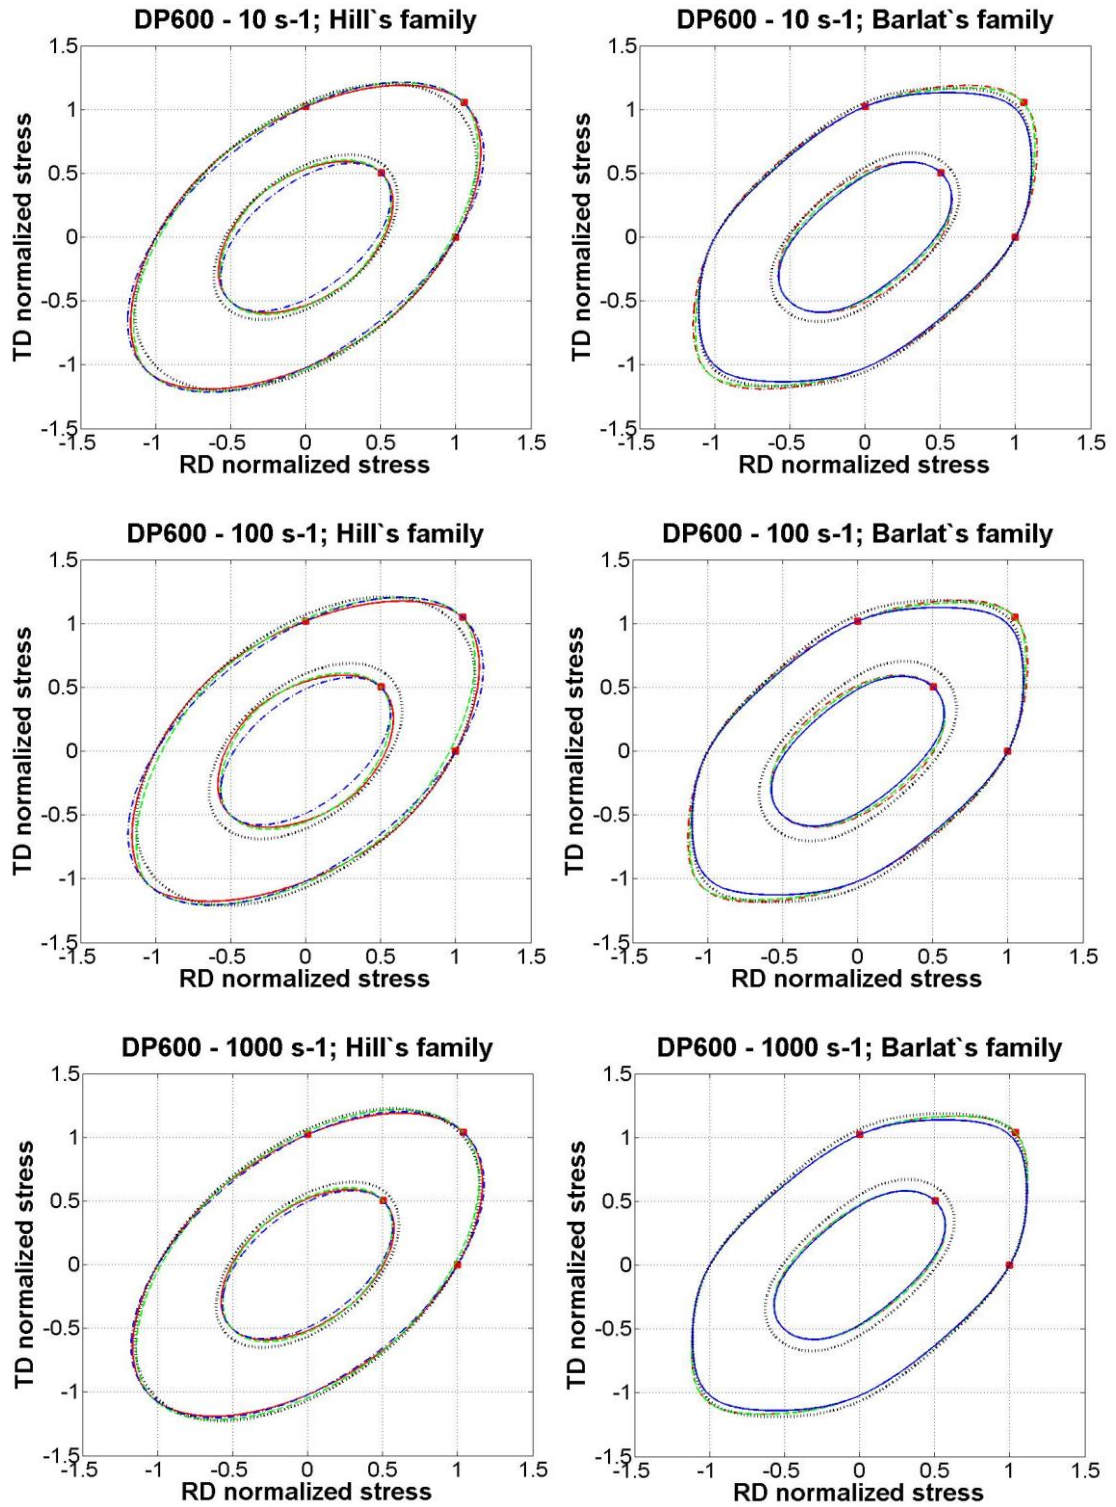 DP600 - 10 s-1; Hill`s family
1.5
1
0.5
0
-0.5
-1
-1.5
TD normalized stress
-1.5 -1 -0.5 0 0.5 1 1.5
RD normalized stress
DP600 - 10 s-1; Barlat`s family
1.5
1
0.5
0
-0.5
-1
-1.5
TD normalized stress
-1.5 -1 -0.5 0 0.5 1 1.5
RD normalized stress
DP600 - 100 s-1; Hill`s family
1.5
1
0.5
0
-0.5
-1
-1.5
TD normalized stress
-1.5 -1 -0.5 0 0.5 1 1.5
RD normalized stress
DP600 - 100 s-1; Barlat`s family
1.5
1
0.5
0
-0.5
-1
-1.5
TD normalized stress
-1.5 -1 -0.5 0 0.5 1 1.5
RD normalized stress
DP600 - 1000 s-1; Hill`s family
1.5
1
0.5
0
-0.5
-1
-1.5
TD normalized stress
-1.5 -1 -0.5 0 0.5 1 1.5
RD normalized stress
DP600 - 1000 s-1; Barlat`s family
1.5
1
0.5
0
-0.5
-1
-1.5
TD normalized stress
-1.5 -1 -0.5 0 0.5 1 1.5
RD normalized stress